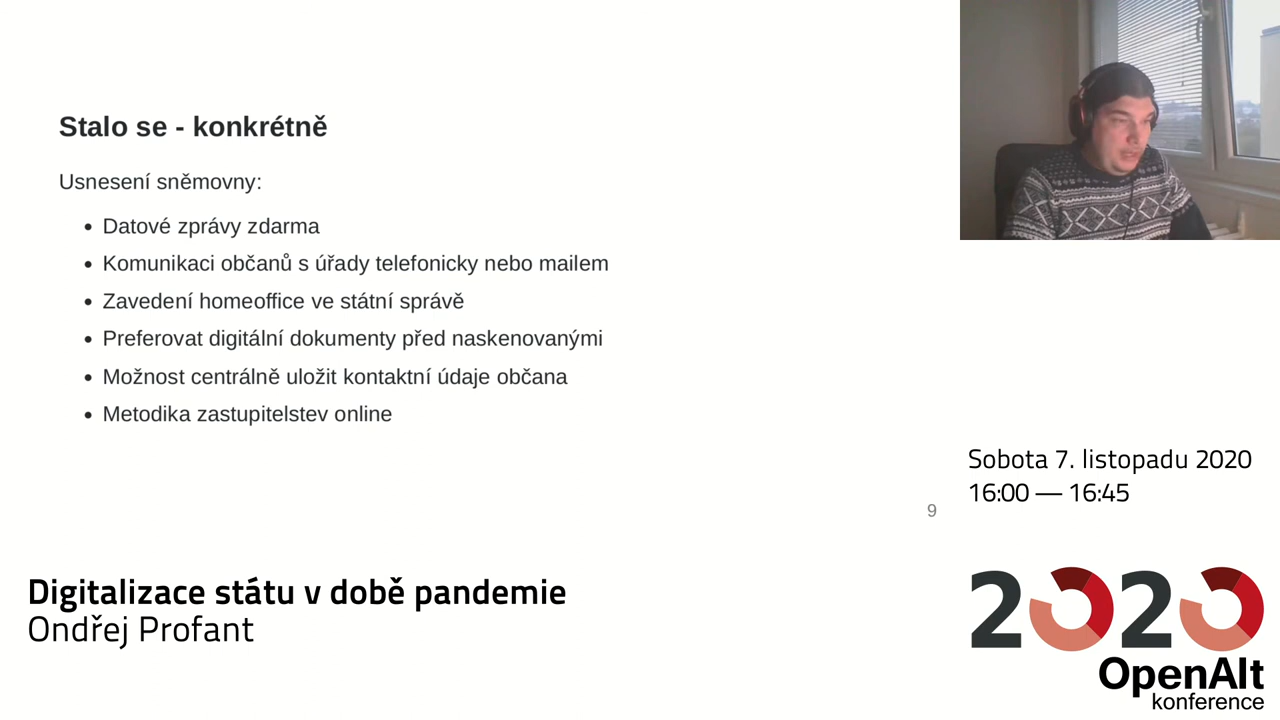 Stalo se - konkrétně
Usnesení sněmovny:
• Datové zprávy zdarma
• Komunikaci občanů s úřady telefonicky nebo mailem
• Zavedení homeoffice ve státní správě
• Preferovat digitální dokumenty před naskenovanými
• Možnost centrálně uložit kontaktní údaje občana
• Metodika zastupitelstev online
9
Sobota 7. listopadu 2020
16:00 — 16:45
Digitalizace státu v době pandemie
Ondřej Profant
2020
OpenAlt
konference